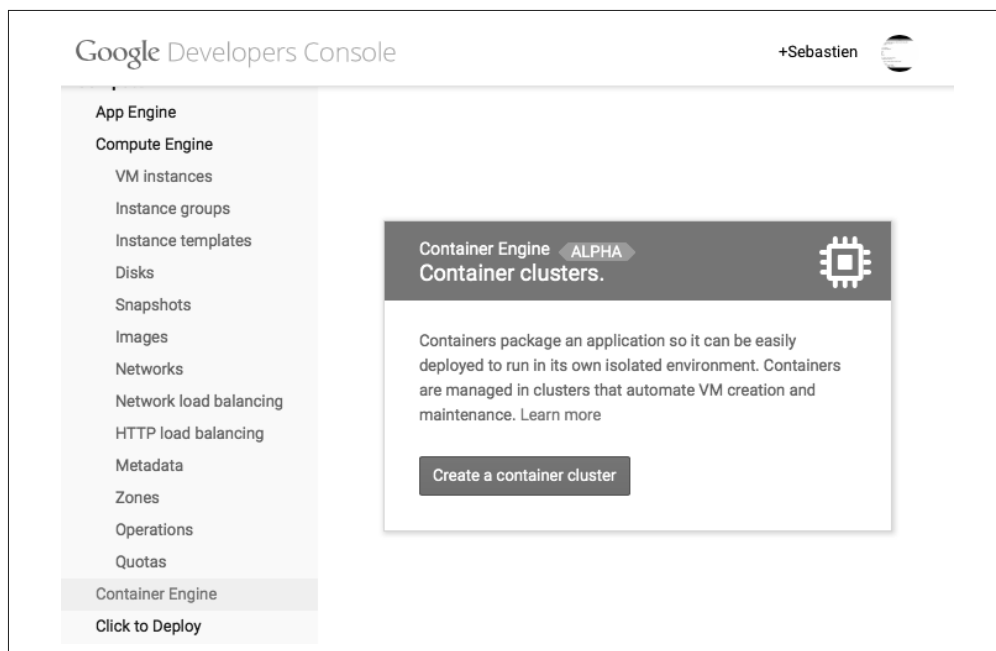 Google Developers Console
+Sebastien
App Engine
Compute Engine
VM instances
Instance groups
Instance templates
Disks
Snapshots
Images
Networks
Network load balancing
HTTP load balancing
Metadata
Zones
Operations
Quotas
Container Engine
Click to Deploy
Container Engine ALPHA
Container clusters.
Containers package an application so it can be easily
deployed to run in its own isolated environment. Containers
are managed in clusters that automate VM creation and
maintenance. Learn more
Create a container cluster